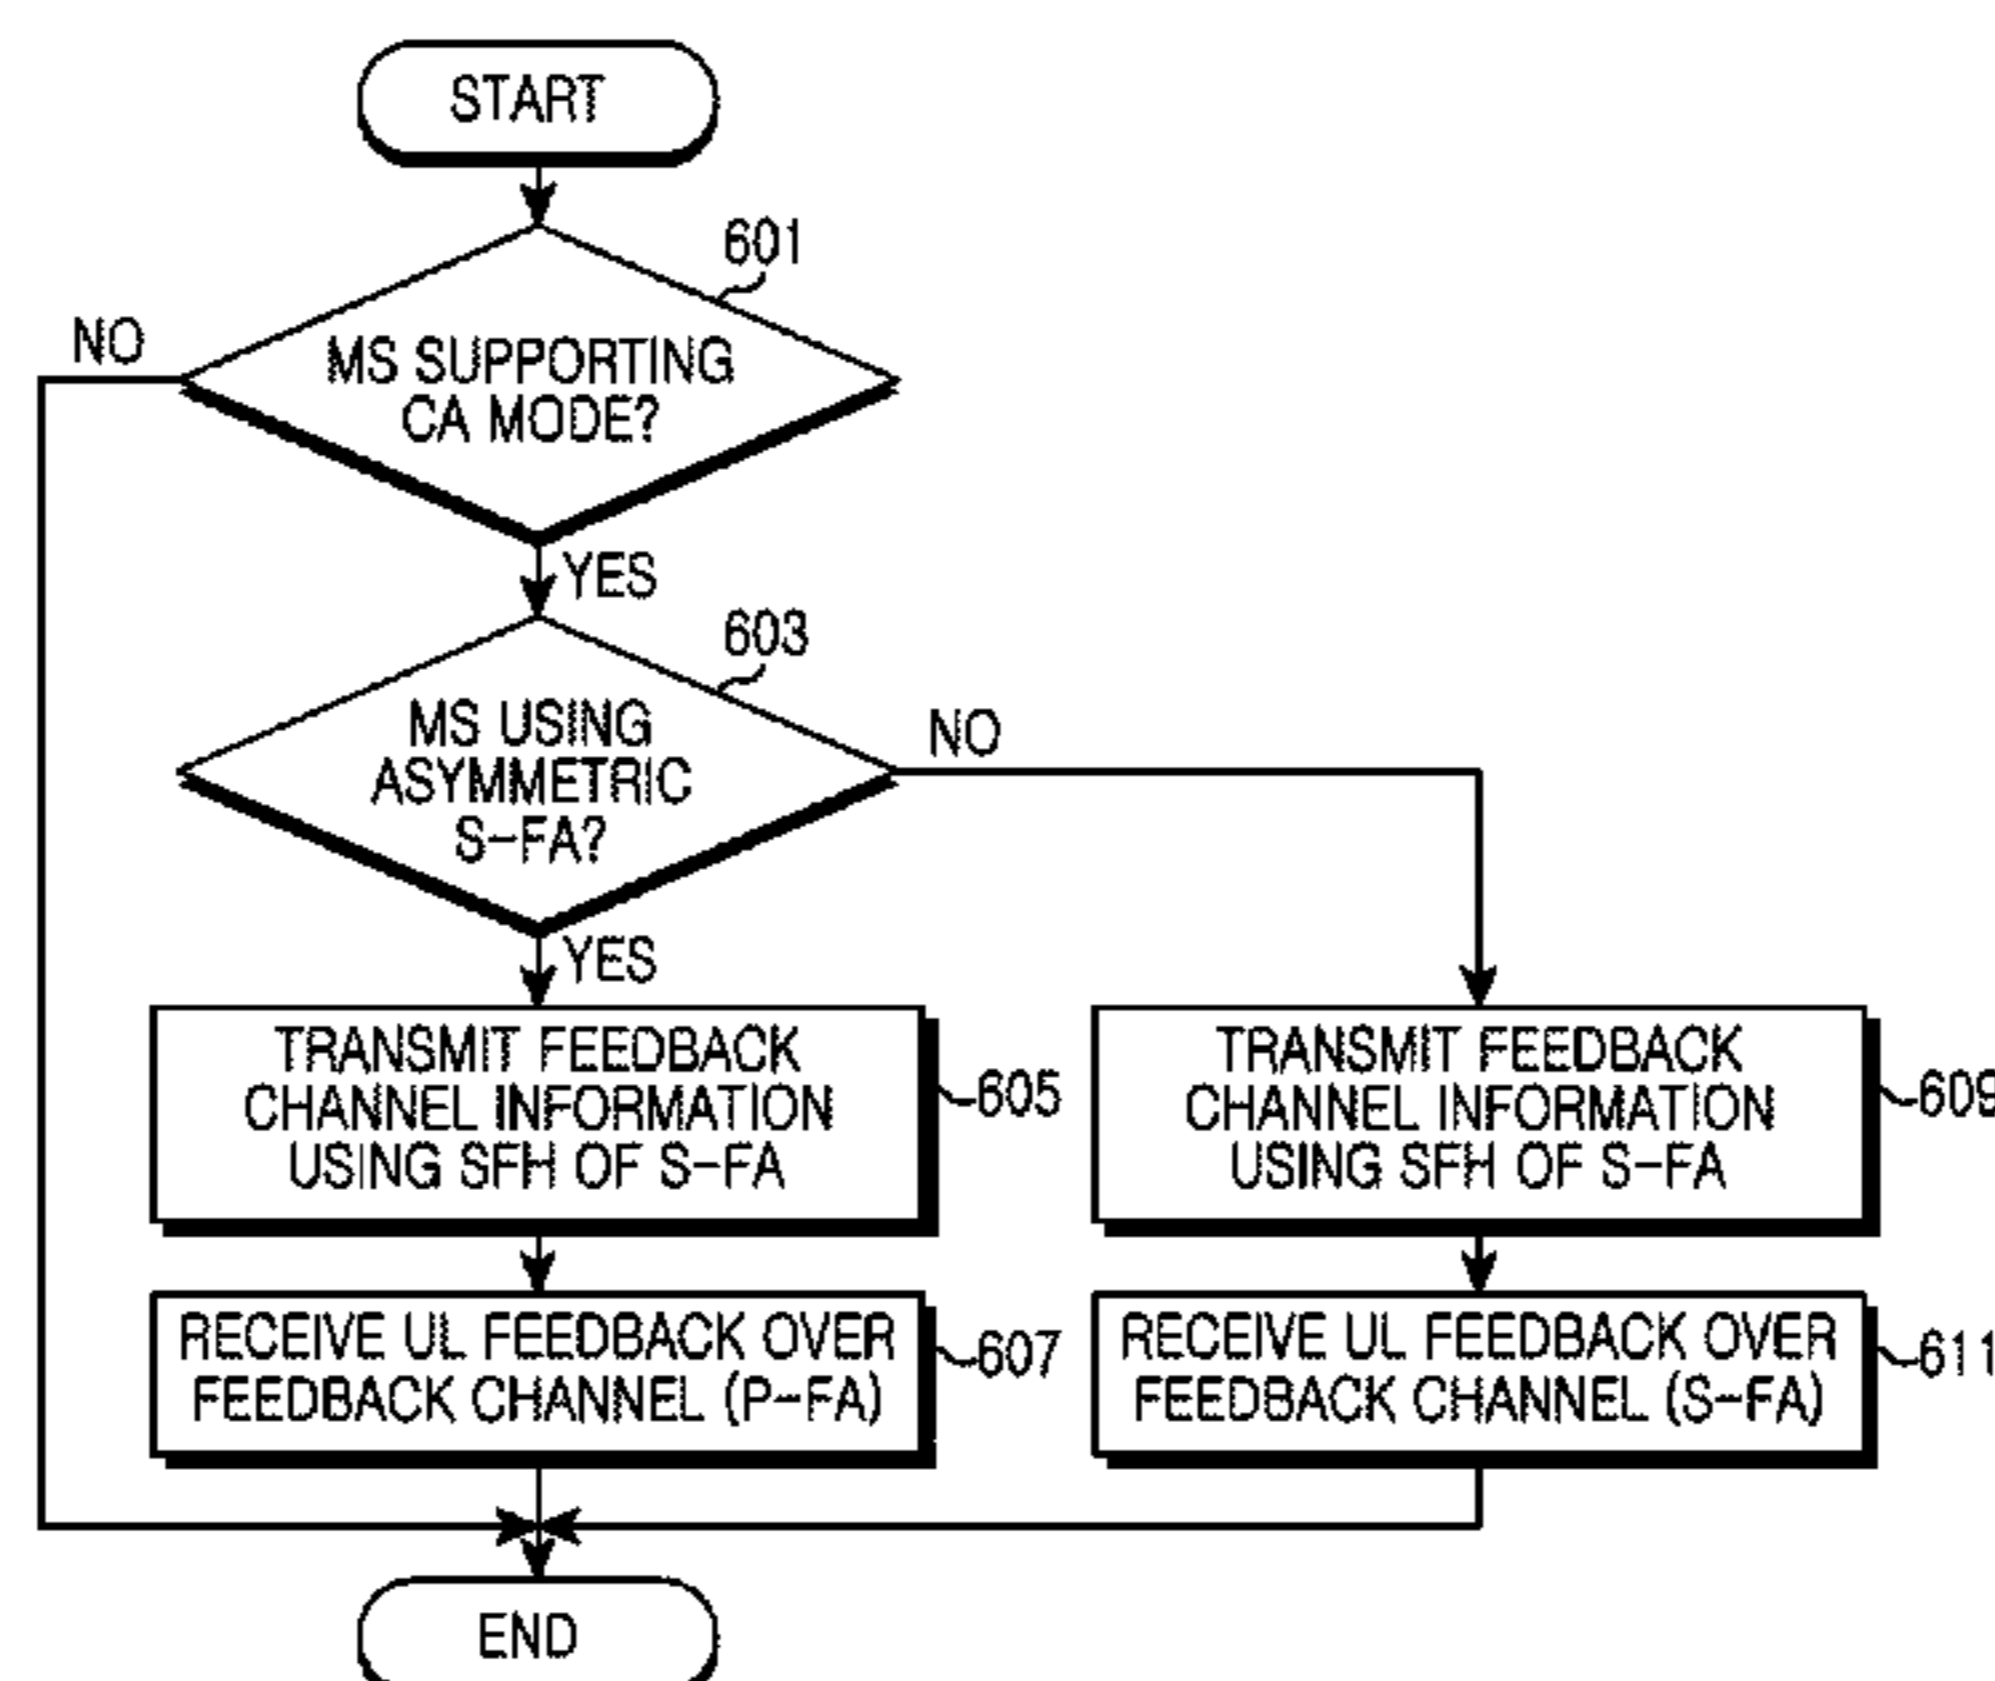 START
601
NO
MS SUPPORTING
CA MODE?
YES
603
MS USING
ASYMMETRIC
S-FA?
NO
YES
TRANSMIT FEEDBACK
CHANNEL INFORMATION
USING SFH OF S-FA
605
TRANSMIT FEEDBACK
CHANNEL INFORMATION
USING SFH OF S-FA
609
RECEIVE UL FEEDBACK OVER
FEEDBACK CHANNEL (P-FA)
607
RECEIVE UL FEEDBACK OVER
FEEDBACK CHANNEL (S-FA)
611
END